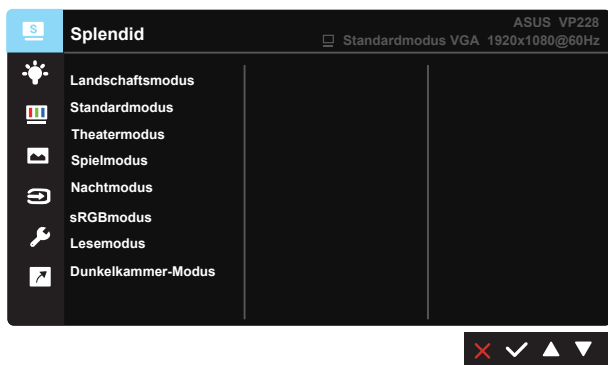 S
Splendid
ASUS VP228
Standardmodus VGA 1920x1080@60Hz
Landschaftsmodus
Standardmodus
Theatermodus
Spielmodus
Nachtmodus
sRGBmodus
Lesemodus
Dunkelkammer-Modus